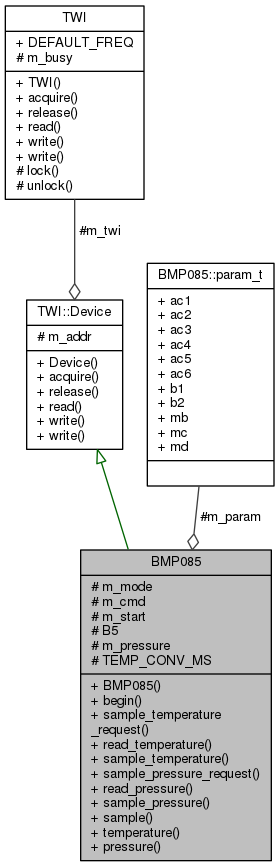 TWI
+ DEFAULT_FREQ
# m_busy
+ TWI()
+ acquire()
+ release()
+ read()
+ write()
+ write()
# lock()
# unlock()
#m_twi
TWI::Device
# m_addr
+ Device()
+ acquire()
+ release()
+ read()
+ write()
+ write()
BMP085::param_t
+ ac1
+ ac2
+ ac3
+ ac4
+ ac5
+ ac6
+ b1
+ b2
+ mb
+ mc
+ md
#m_param
BMP085
# m_mode
# m_cmd
# m_start
# B5
# m_pressure
# TEMP_CONV_MS
+ BMP085()
+ begin()
+ sample_temperature
_request()
+ read_temperature()
+ sample_temperature()
+ sample_pressure_request()
+ read_pressure()
+ sample_pressure()
+ sample()
+ temperature()
+ pressure()